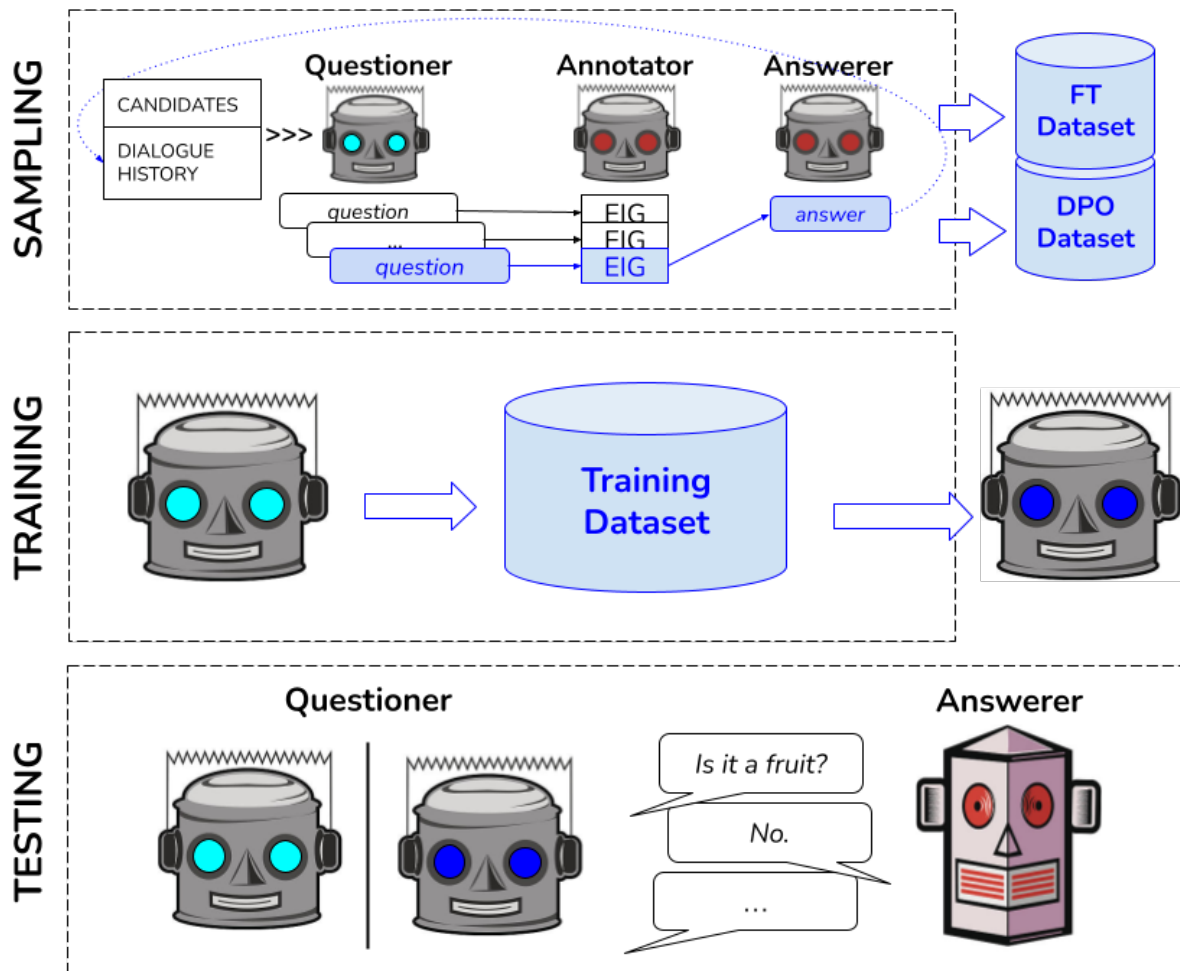 SAMPLING
CANDIDATES
DIALOGUE
HISTORY
>>>
Questioner
Annotator
Answerer
question
...
question
EIG
EIG
EIG
answer
FT
Dataset
DPO
Dataset
TRAINING
Training
Dataset
TESTING
Questioner
Answerer
Is it a fruit?
No.
...